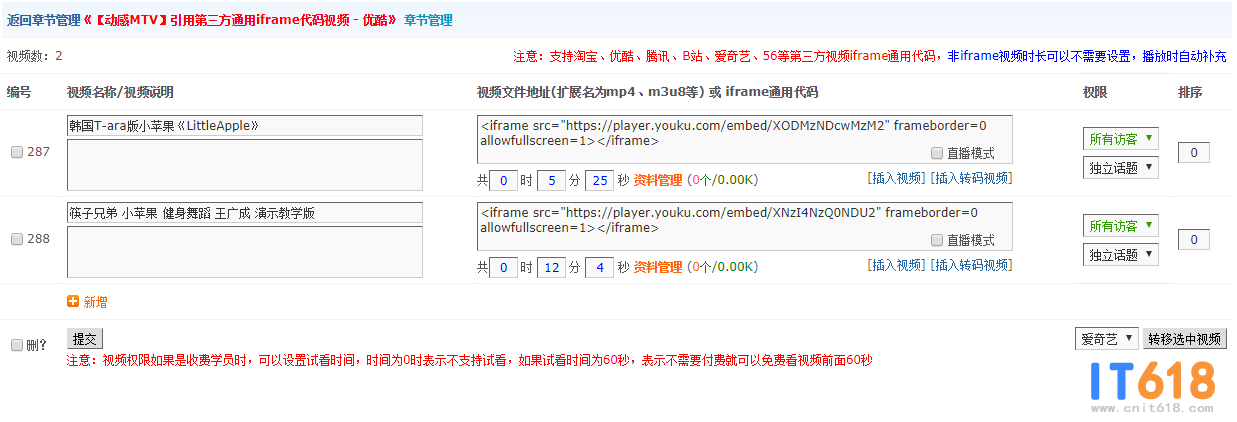 返回章节管理《【动感MTV】引用第三方通用iframe代码视频 - 优酷》 章节管理
视频数：2
注意：支持淘宝、优酷、腾讯、B站、爱奇艺、56等第三方视频iframe通用代码，非iframe视频时长可以不需要设置，播放时自动补充
编号 视频名称/视频说明 视频文件地址(扩展名为mp4、m3u8等) 或 iframe通用代码 权限 排序
韩国T-ara版小苹果《LittleApple》
<iframe src="https://player.youku.com/embed/XODMzNDcwMzM2" frameborder=0
allowfullscreen=1></iframe>
287
直播模式
所有访客
独立话题
0
共 0 时 5 分 25 秒 资料管理 (0个/0.00K) [插入视频] [插入转码视频]
筷子兄弟 小苹果 健身舞蹈 王广成 演示教学版
<iframe src="https://player.youku.com/embed/XNzI4NzQ0NDU2" frameborder=0
allowfullscreen=1></iframe>
288
直播模式
所有访客
独立话题
0
共 0 时 12 分 4 秒 资料管理 (0个/0.00K) [插入视频] [插入转码视频]
新增
删? 提交 爱奇艺 转移选中视频
注意：视频权限如果是收费学员时，可以设置试看时间，时间为0时表示不支持试看，如果试看时间为60秒，表示不需要付费就可以免费看视频前面60秒
IT618
www.cnit618.com